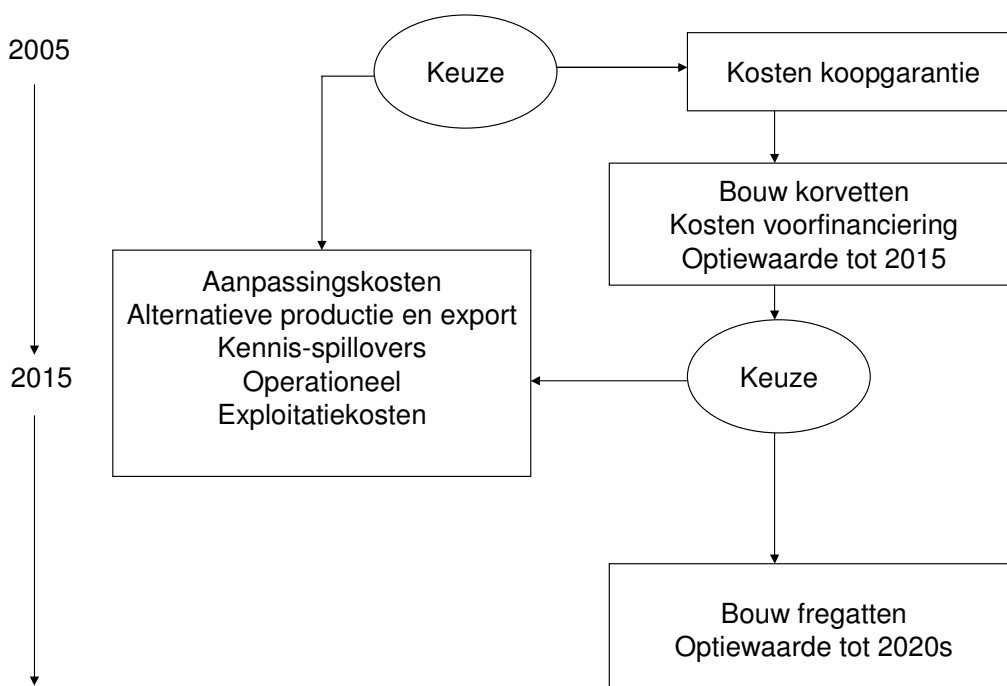 2005
Keuze
Kosten koopgarantie
Bouw korvetten
Kosten voorfinanciering
Optiewaarde tot 2015
Aanpassingskosten
Alternatieve productie en export
Kennis-spillovers
Operationeel
Exploitatiekosten
2015
Keuze
Bouw fregatten
Optiewaarde tot 2020s